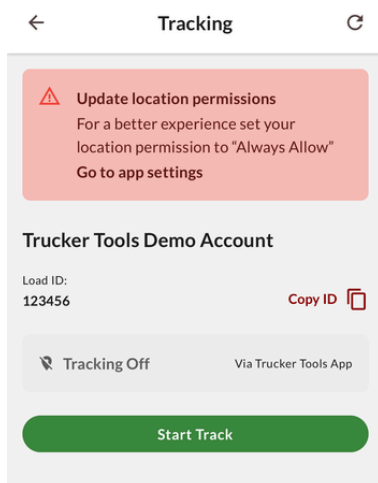 Tracking
Update location permissions
For a better experience set your
location permission to “Always Allow”
Go to app settings
Trucker Tools Demo Account
Load ID:
123456
Copy ID
Tracking Off
Via Trucker Tools App
Start Track